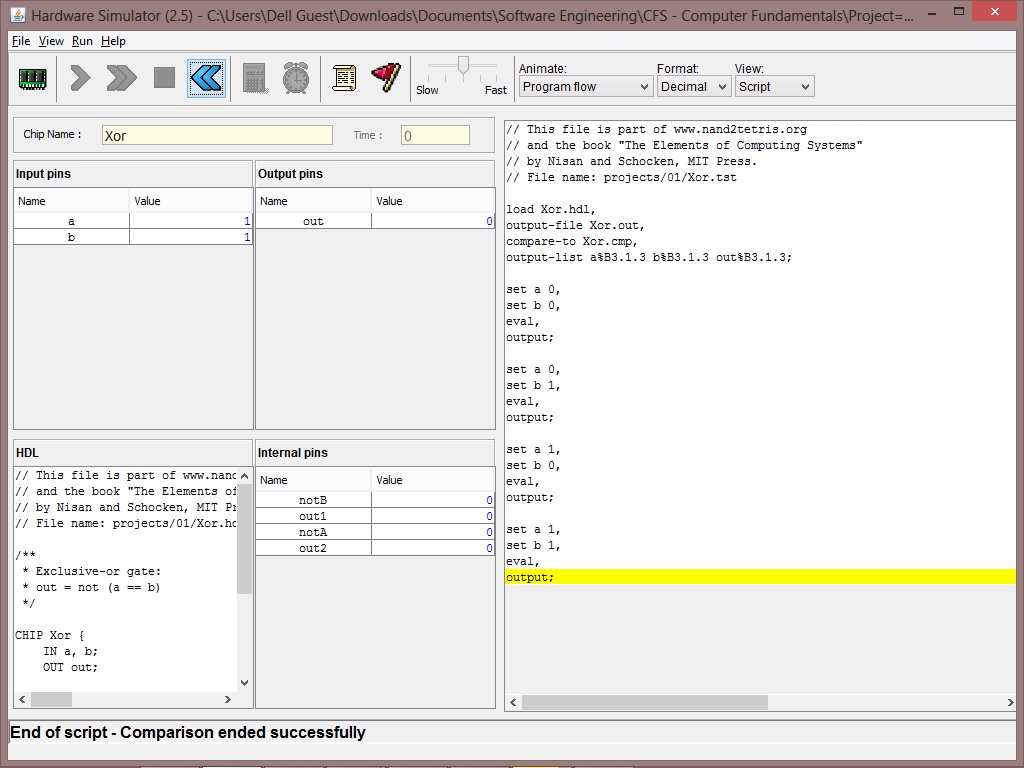 Hardware Simulator (2.5) - C:\Users\Dell Guest\Downloads\Documents\Software Engineering\CFS - Computer Fundamentals\Project=...
File View Run Help
Slow Fast
Animate: Format: View:
Program flow Decimal Script
Chip Name : Xor Time : 0
Input pins
Name Value
a 1
b 1
Output pins
Name Value
out 0
HDL
// This file is part of www.nand
// and the book "The Elements of
// by Nisan and Schocken, MIT Pr
// File name: projects/01/Xor.hd
/**
* Exclusive-or gate:
* out = not (a == b)
*/
CHIP Xor {
IN a, b;
OUT out;
Internal pins
Name Value
notB 0
out1 0
notA 0
out2 0
// This file is part of www.nand2tetris.org
// and the book "The Elements of Computing Systems"
// by Nisan and Schocken, MIT Press.
// File name: projects/01/Xor.tst
load Xor.hdl,
output-file Xor.out,
compare-to Xor.cmp,
output-list a%B3.1.3 b%B3.1.3 out%B3.1.3;
set a 0,
set b 0,
eval,
output;
set a 0,
set b 1,
eval,
output;
set a 1,
set b 0,
eval,
output;
set a 1,
set b 1,
eval,
output;
End of script - Comparison ended successfully